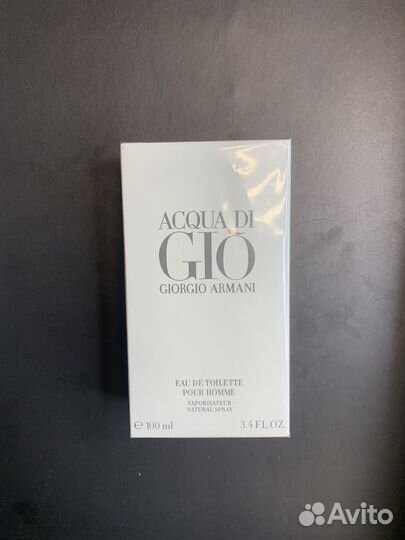 ACQUA DI
GIÒ
GIORGIO ARMANI
EAU DE TOILETTE
POUR HOMME
VAPORISATEUR
NATURAL SPRAY
℮ 100 ml 3.4 FL.OZ.
Avito